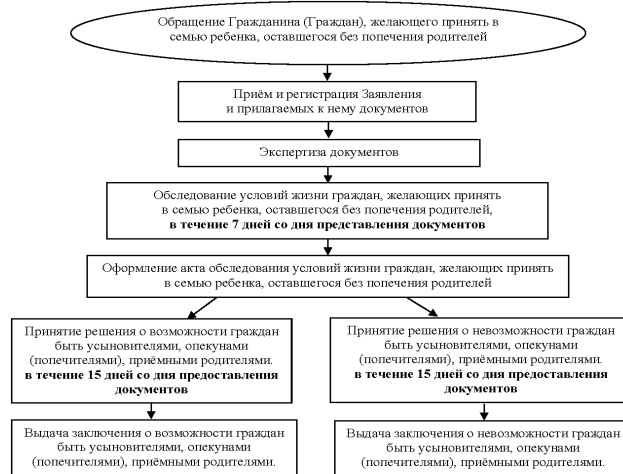 Обращение Гражданина (Граждан), желающего принять в
семью ребенка, оставшегося без попечения родителей
Приём и регистрация Заявления
и прилагаемых к нему документов
Экспертиза документов
Обследование условий жизни граждан, желающих принять
в семью ребенка, оставшегося без попечения родителей,
в течение 7 дней со дня представления документов
Оформление акта обследования условий жизни граждан, желающих принять
в семью ребенка, оставшегося без попечения родителей
Принятие решения о возможности граждан
быть усыновителями, опекунами
(попечителями), приёмными родителями.
в течение 15 дней со дня предоставления
документов
Принятие решения о невозможности граждан
быть усыновителями, опекунами
(попечителями), приёмными родителями.
в течение 15 дней со дня предоставления
документов
Выдача заключения о возможности граждан
быть усыновителями, опекунами
(попечителями), приёмными родителями.
Выдача заключения о невозможности граждан
быть усыновителями, опекунами
(попечителями), приёмными родителями.